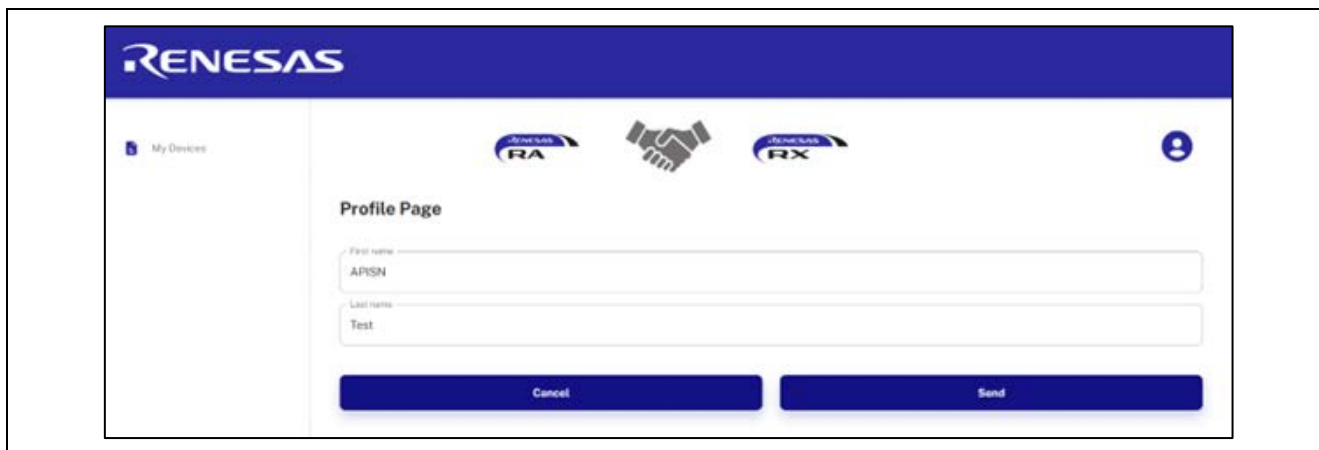 RENESAS
My Devices
RENESAS
RA
RENESAS
RX
Profile Page
First name
APISN
Last name
Test
Cancel
Send